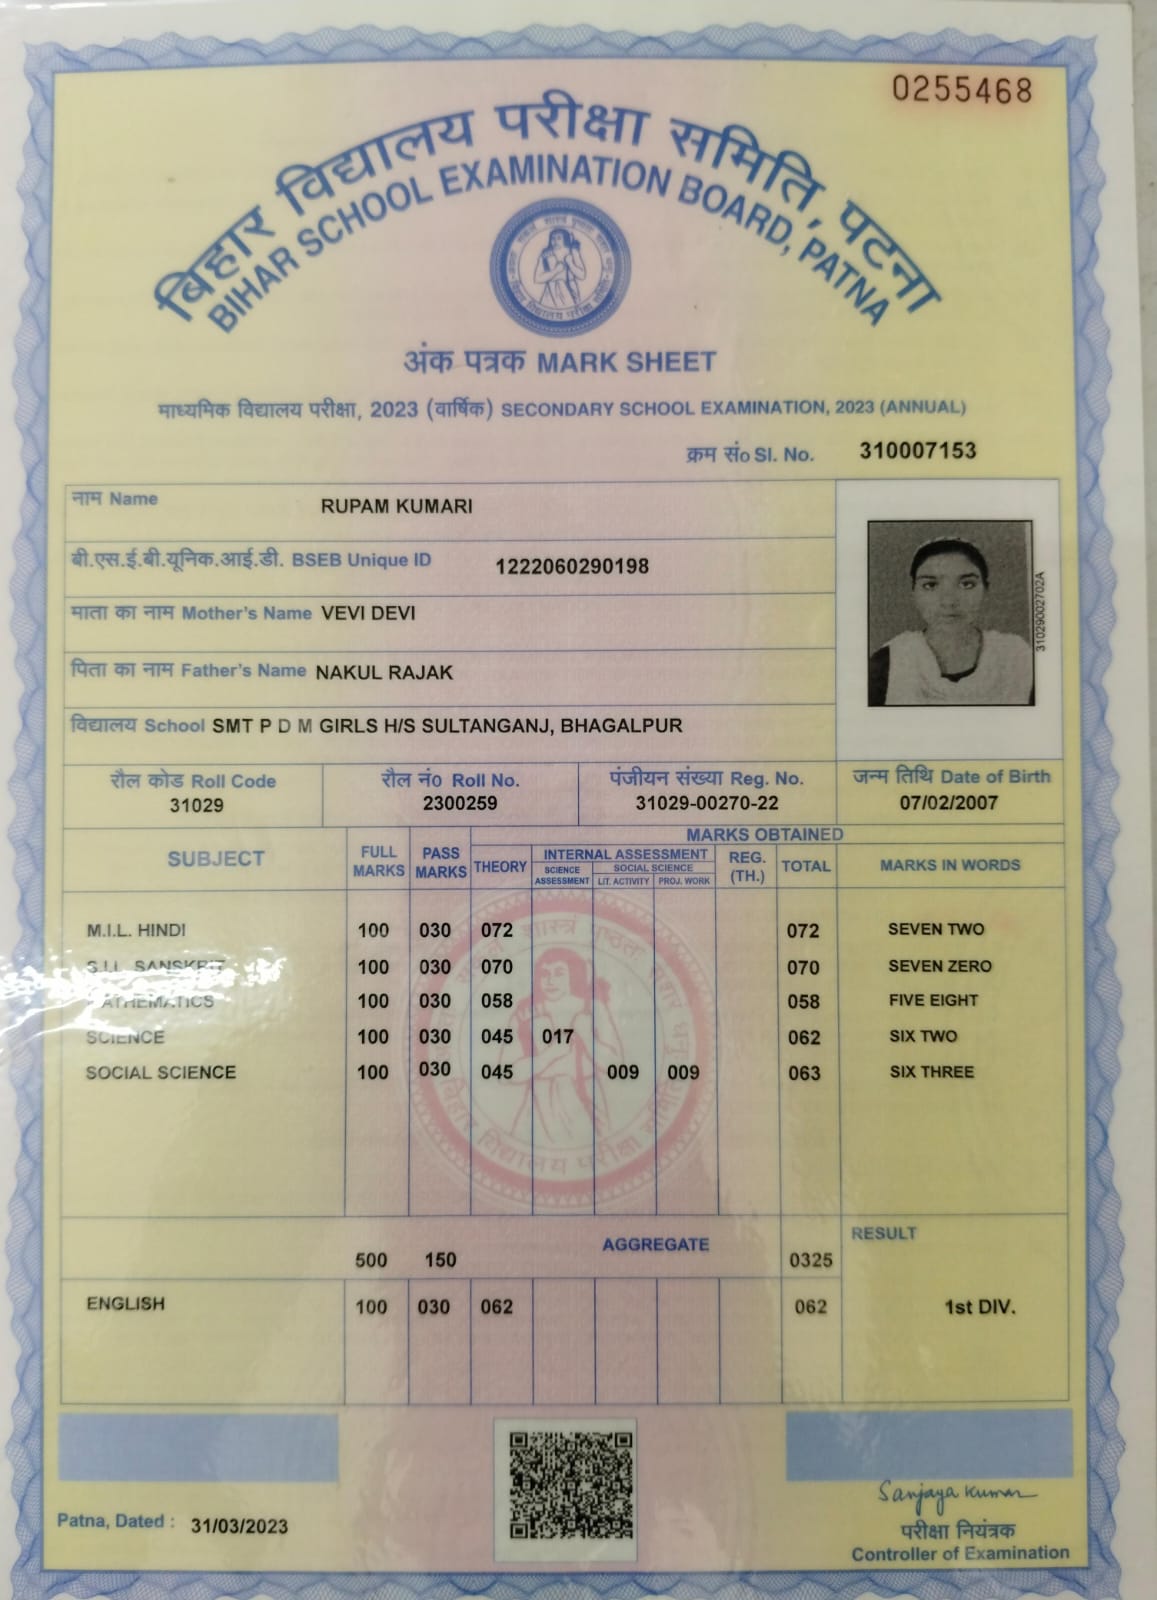 0255468
बिहार विद्यालय परीक्षा समिति, पटना
BIHAR SCHOOL EXAMINATION BOARD, PATNA
अंक पत्रक MARK SHEET
माध्यमिक विद्यालय परीक्षा, 2023 (वार्षिक) SECONDARY SCHOOL EXAMINATION, 2023 (ANNUAL)
क्रम सं० Sl. No. 310007153
नाम Name RUPAM KUMARI
बी.एस.ई.बी.यूनिक.आई.डी. BSEB Unique ID 1222060290198
माता का नाम Mother's Name VEVI DEVI
पिता का नाम Father's Name NAKUL RAJAK
विद्यालय School SMT P D M GIRLS H/S SULTANGANJ, BHAGALPUR
31029002702A
रौल कोड Roll Code रौल नं० Roll No. पंजीयन संख्या Reg. No. जन्म तिथि Date of Birth
31029 2300259 31029-00270-22 07/02/2007
MARKS OBTAINED
SUBJECT FULL MARKS PASS MARKS THEORY INTERNAL ASSESSMENT REG. (TH.) TOTAL MARKS IN WORDS
SCIENCE ASSESSMENT SOCIAL SCIENCE
LIT. ACTIVITY PROJ. WORK
M.I.L. HINDI 100 030 072 072 SEVEN TWO
S.I.L. SANSKRIT 100 030 070 070 SEVEN ZERO
MATHEMATICS 100 030 058 058 FIVE EIGHT
SCIENCE 100 030 045 017 062 SIX TWO
SOCIAL SCIENCE 100 030 045 009 009 063 SIX THREE
बिहार विद्यालय परीक्षा समिति
500 150 AGGREGATE 0325 RESULT
ENGLISH 100 030 062 062 1st DIV.
Patna, Dated : 31/03/2023
Sanjaya Kumar
परीक्षा नियंत्रक
Controller of Examination